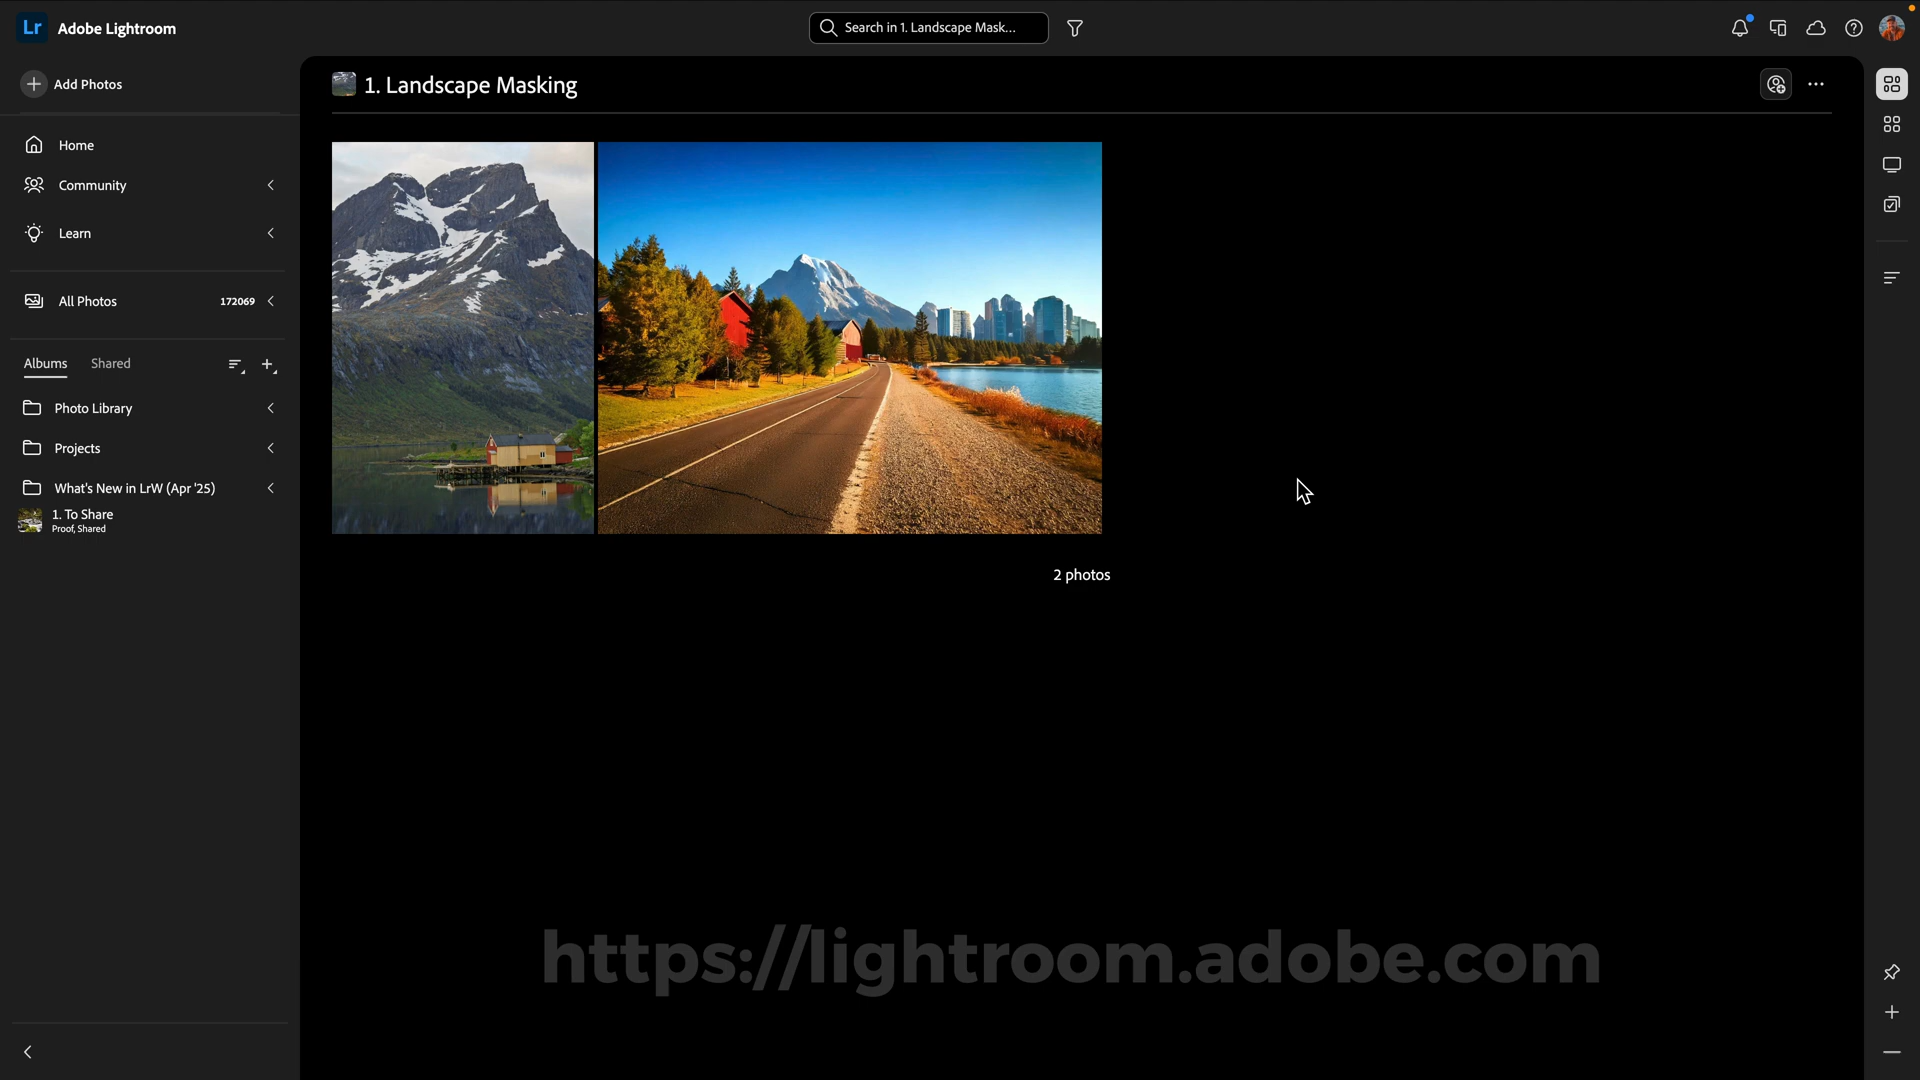 Lr Adobe Lightroom
Search in 1. Landscape Mask...
Add Photos
1. Landscape Masking
Home
Community
Learn
All Photos 172069
Albums Shared
Photo Library
Projects
What's New in LrW (Apr '25)
1. To Share
Proof, Shared
2 photos
https://lightroom.adobe.com